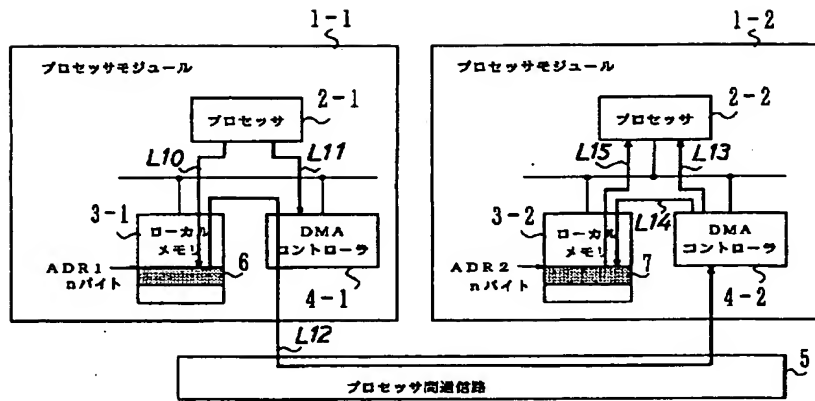 1-1
プロセッサモジュール
2-1
プロセッサ
L10
L11
3-1
ローカル
メモリ
6
DMA
コントローラ
ADR1
nバイト
4-1
L12
1-2
プロセッサモジュール
2-2
プロセッサ
L15
L13
3-2
ローカル
メモリ
L14
7
DMA
コントローラ
ADR2
nバイト
4-2
プロセッサ間通信路
5